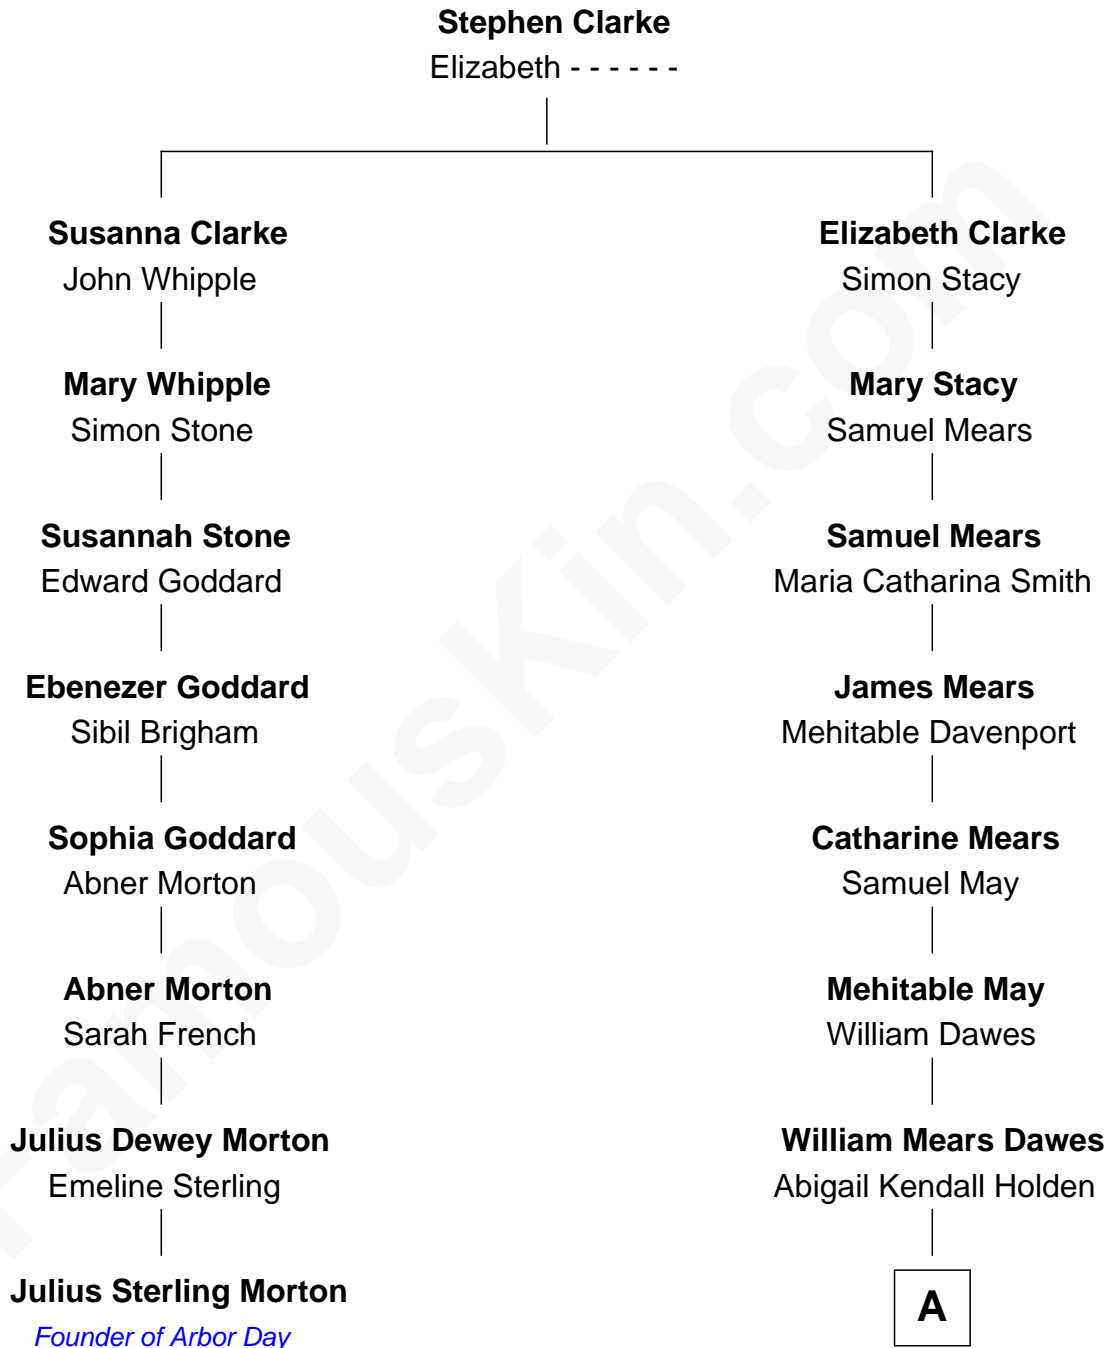 Stephen Clarke
Elizabeth - - - - - -
Susanna Clarke
John Whipple
Elizabeth Clarke
Simon Stacy
Mary Whipple
Simon Stone
Mary Stacy
Samuel Mears
Susannah Stone
Edward Goddard
Samuel Mears
Maria Catharina Smith
Ebenezer Goddard
Sibil Brigham
James Mears
Mehitable Davenport
Sophia Goddard
Abner Morton
Catharine Mears
Samuel May
Abner Morton
Sarah French
Mehitable May
William Dawes
Julius Dewey Morton
Emeline Sterling
William Mears Dawes
Abigail Kendall Holden
Julius Sterling Morton
Founder of Arbor Day
A
FamousKin.com